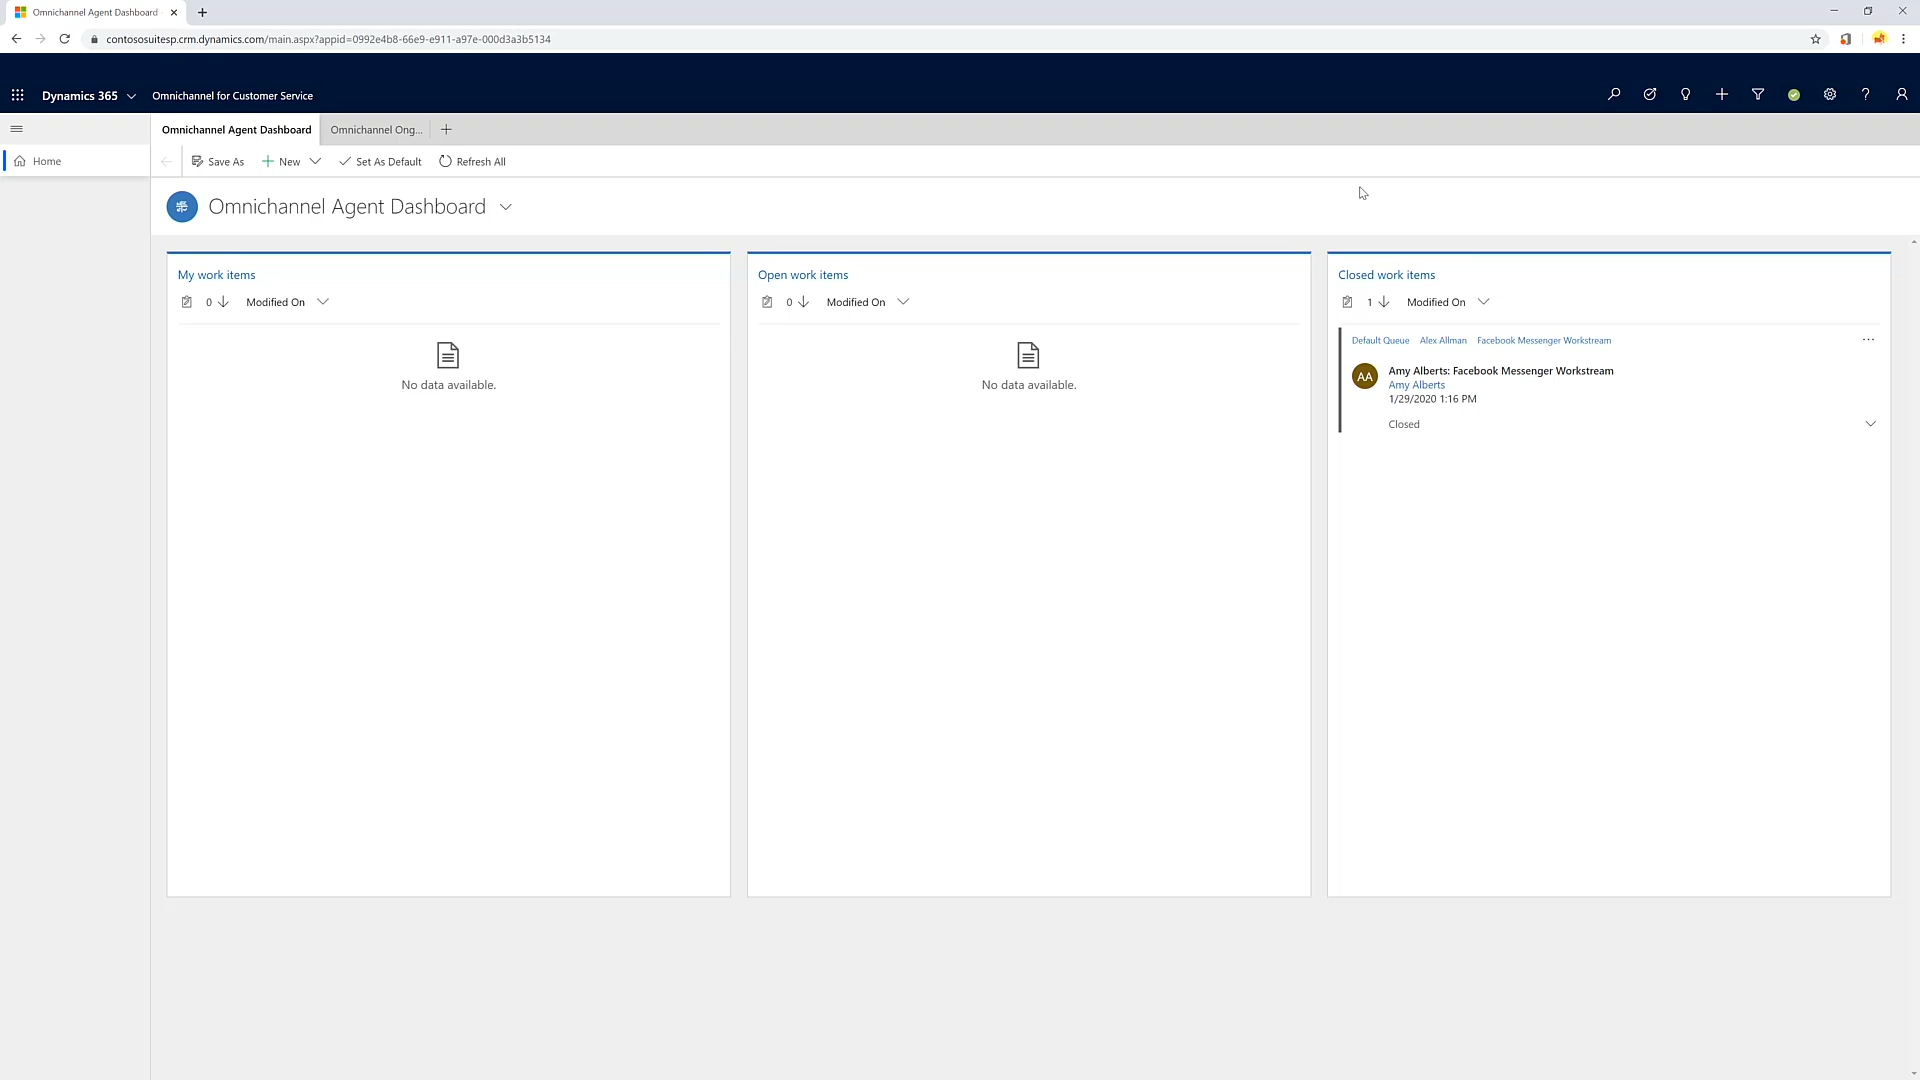 Omnichannel Agent Dashboard
contososuitesp.crm.dynamics.com/main.aspx?appid=0992e4b8-66e9-e911-a97e-000d3a3b5134
Dynamics 365
Omnichannel for Customer Service
Omnichannel Agent Dashboard
Omnichannel Ong...
Home
Save As
New
Set As Default
Refresh All
Omnichannel Agent Dashboard
My work items
0
Modified On
No data available.
Open work items
0
Modified On
No data available.
Closed work items
1
Modified On
Default Queue Alex Allman Facebook Messenger Workstream
AA
Amy Alberts: Facebook Messenger Workstream
Amy Alberts
1/29/2020 1:16 PM
Closed